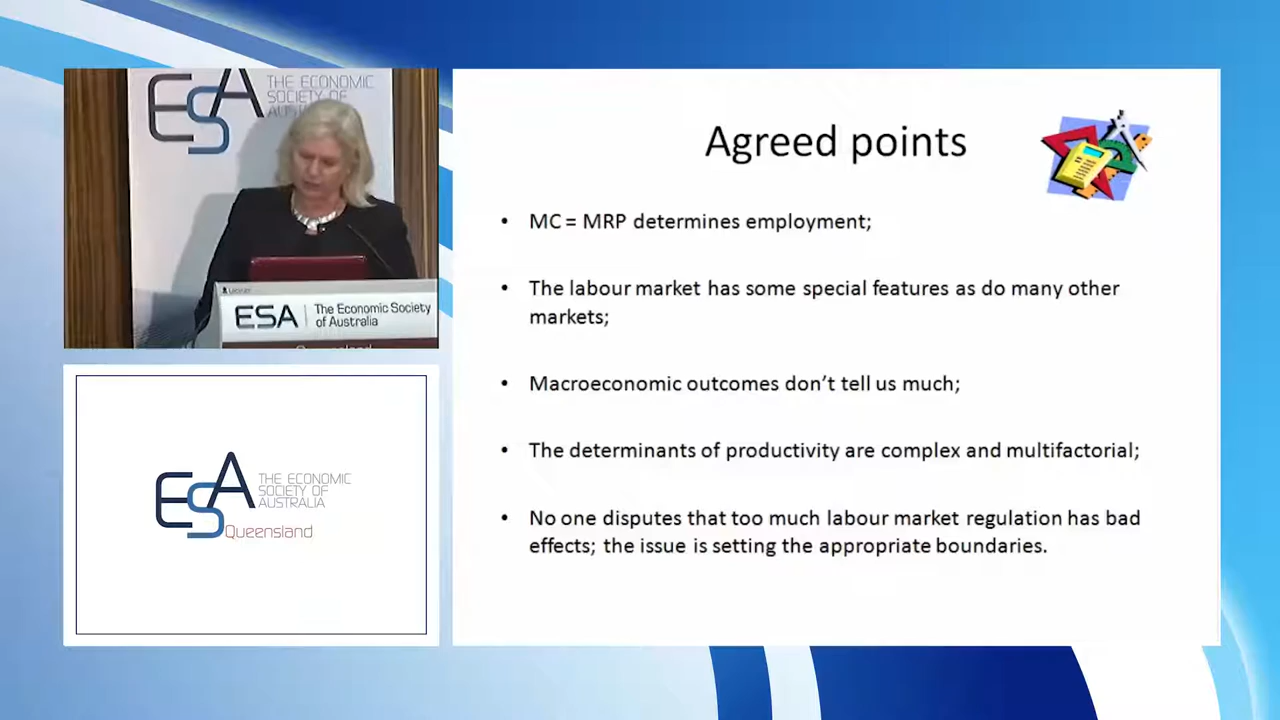 ESA
THE ECONOMIC
SOCIETY OF
ESA
The Economic Society
of Australia
Queensland
ESA
THE ECONOMIC
SOCIETY OF
AUSTRALIA
Queensland
Agreed points
• MC = MRP determines employment;
• The labour market has some special features as do many other
markets;
• Macroeconomic outcomes don't tell us much;
• The determinants of productivity are complex and multifactorial;
• No one disputes that too much labour market regulation has bad
effects; the issue is setting the appropriate boundaries.